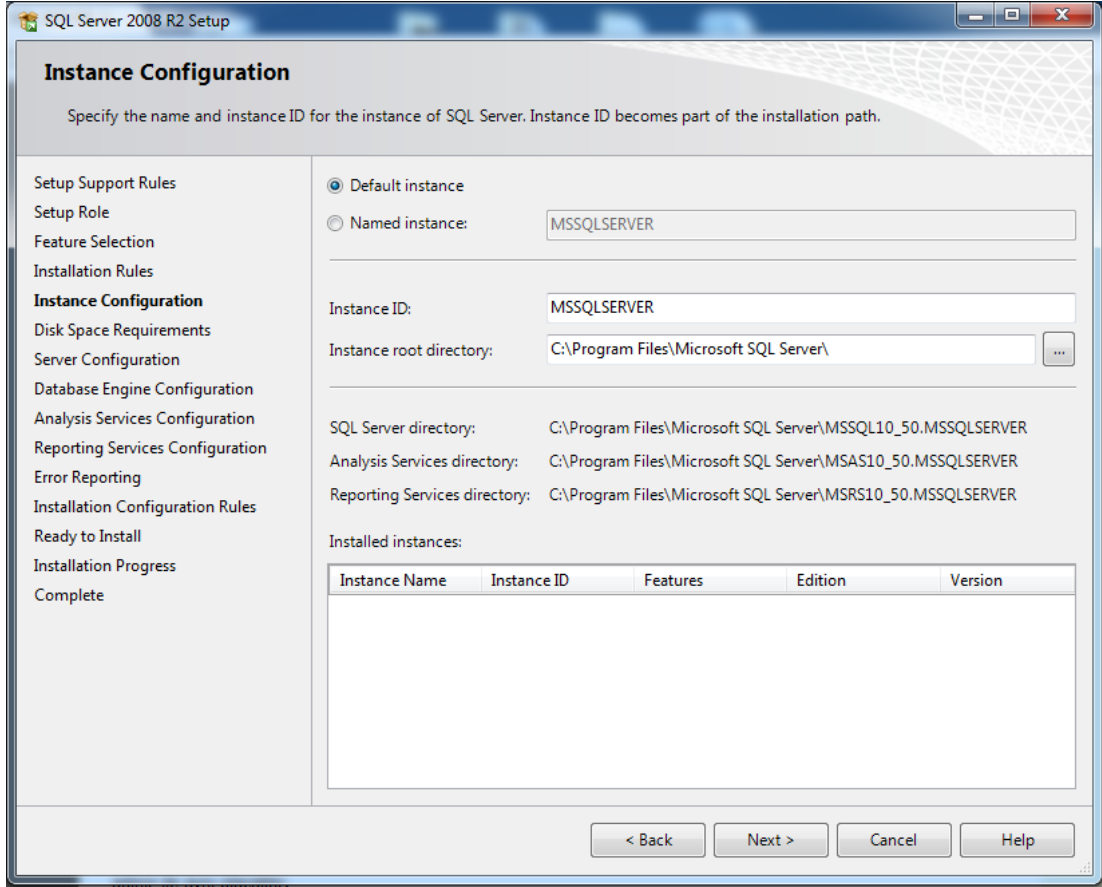 SQL Server 2008 R2 Setup
Instance Configuration
Specify the name and instance ID for the instance of SQL Server. Instance ID becomes part of the installation path.
Setup Support Rules
Setup Role
Feature Selection
Installation Rules
Instance Configuration
Disk Space Requirements
Server Configuration
Database Engine Configuration
Analysis Services Configuration
Reporting Services Configuration
Error Reporting
Installation Configuration Rules
Ready to Install
Installation Progress
Complete
Default instance
Named instance: MSSQLSERVER
Instance ID: MSSQLSERVER
Instance root directory: C:\Program Files\Microsoft SQL Server\ ...
SQL Server directory: C:\Program Files\Microsoft SQL Server\MSSQL10_50.MSSQLSERVER
Analysis Services directory: C:\Program Files\Microsoft SQL Server\MSAS10_50.MSSQLSERVER
Reporting Services directory: C:\Program Files\Microsoft SQL Server\MSRS10_50.MSSQLSERVER
Installed instances:
Instance Name Instance ID Features Edition Version
< Back Next > Cancel Help